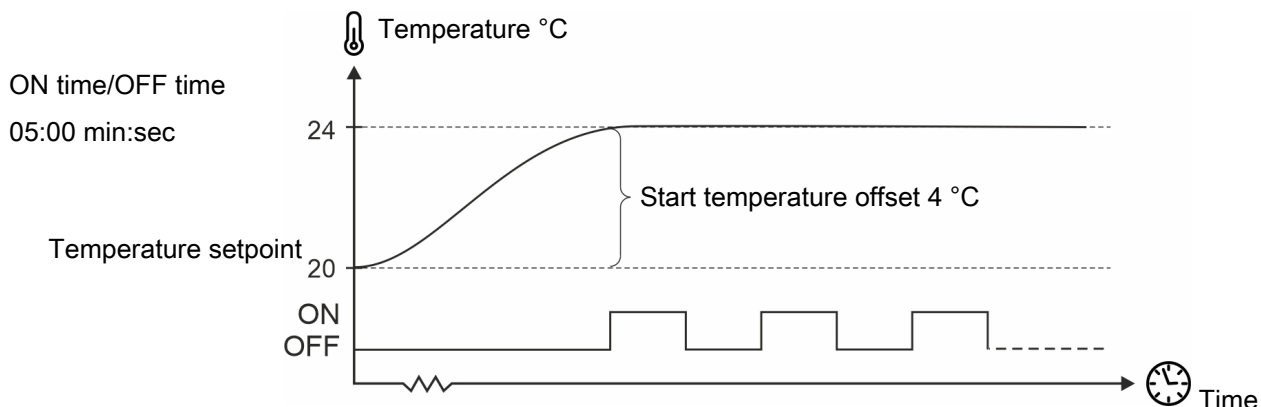 Temperature °C
ON time/OFF time
05:00 min:sec
24
Start temperature offset 4 °C
Temperature setpoint
20
ON
OFF
Time